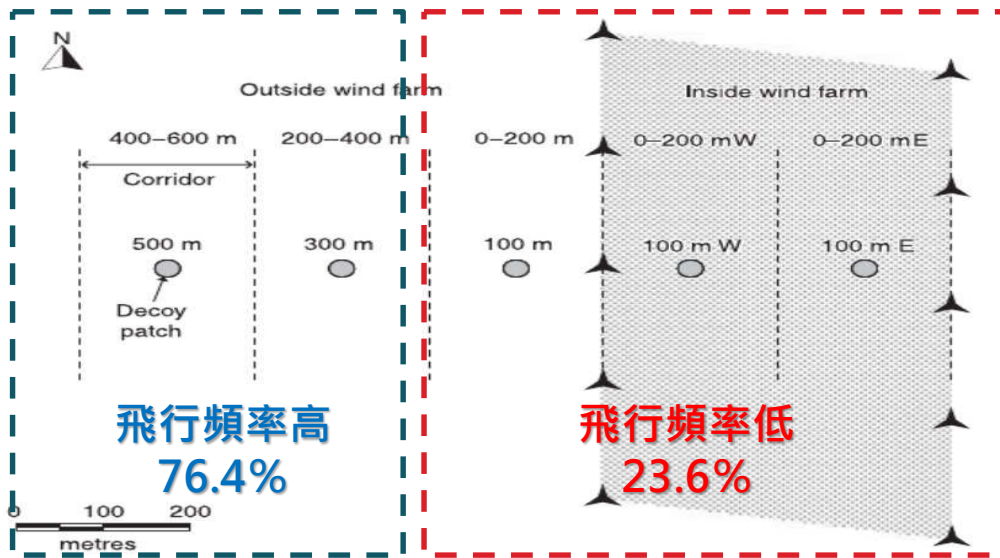 N
Outside wind farm
Inside wind farm
400–600 m
200–400 m
0–200 m
0–200 mW
0–200 mE
Corridor
500 m
300 m
100 m
100 m W
100 m E
Decoy
patch
飛行頻率高
76.4%
飛行頻率低
23.6%
0 100 200
metres